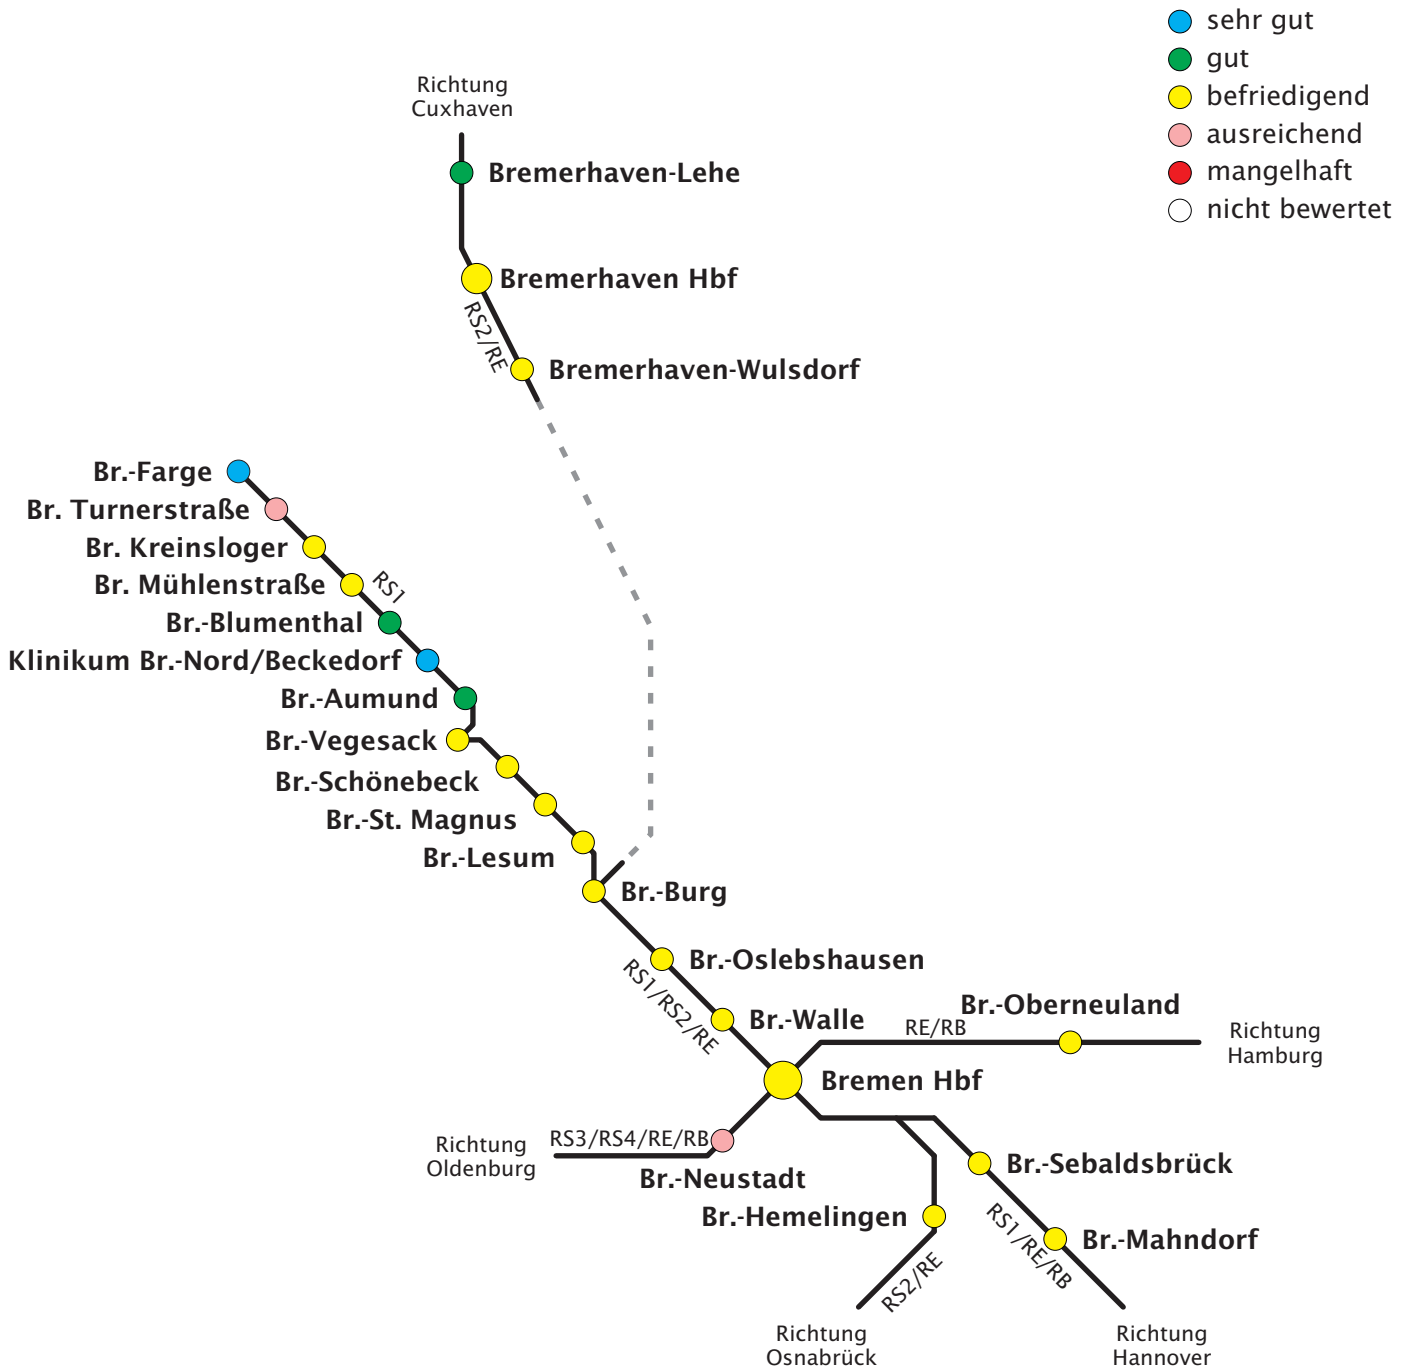 sehr gut
gut
befriedigend
ausreichend
mangelhaft
nicht bewertet
Richtung
Cuxhaven
Bremerhaven-Lehe
Bremerhaven Hbf
RS2/RE
Bremerhaven-Wulsdorf
Br.-Farge
Br. Turnerstraße
Br. Kreinsloger
Br. Mühlenstraße
RS1
Br.-Blumenthal
Klinikum Br.-Nord/Beckedorf
Br.-Aumund
Br.-Vegesack
Br.-Schönebeck
Br.-St. Magnus
Br.-Lesum
Br.-Burg
Br.-Oslebshausen
RS1/RS2/RE
Br.-Walle
Br.-Oberneuland
RE/RB
Richtung
Hamburg
Bremen Hbf
Richtung
Oldenburg
RS3/RS4/RE/RB
Br.-Neustadt
Br.-Sebaldsbrück
Br.-Hemelingen
RS1/RE/RB
Br.-Mahndorf
RS2/RE
Richtung
Osnabrück
Richtung
Hannover